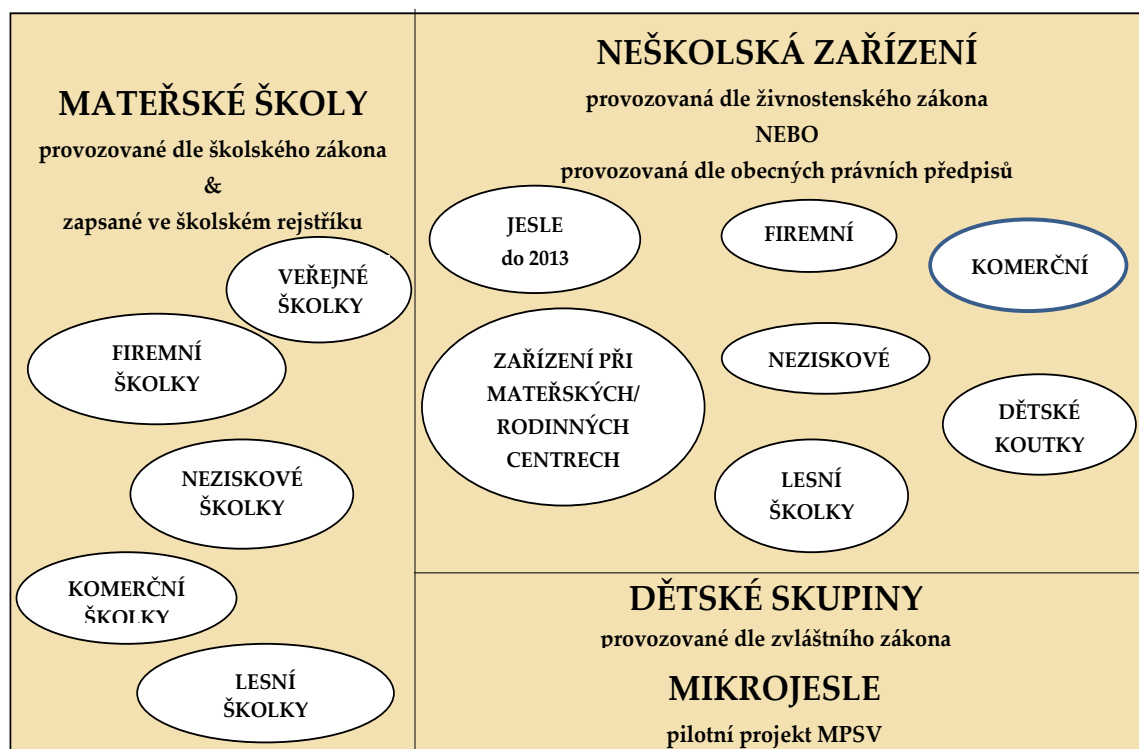 MATEŘSKÉ ŠKOLY
provozované dle školského zákona
&
zapsané ve školském rejstříku
VEŘEJNÉ
ŠKOLKY
FIREMNÍ
ŠKOLKY
NEZISKOVÉ
ŠKOLKY
KOMERČNÍ
ŠKOLKY
LESNÍ
ŠKOLKY
NEŠKOLSKÁ ZAŘÍZENÍ
provozovaná dle živnostenského zákona
NEBO
provozovaná dle obecných právních předpisů
JESLE
do 2013
FIREMNÍ
KOMERČNÍ
ZAŘÍZENÍ PŘI
MATEŘSKÝCH/
RODINNÝCH
CENTRECH
NEZISKOVÉ
DĚTSKÉ
KOUTKY
LESNÍ
ŠKOLKY
DĚTSKÉ SKUPINY
provozované dle zvláštního zákona
MIKROJESLE
pilotní projekt MPSV